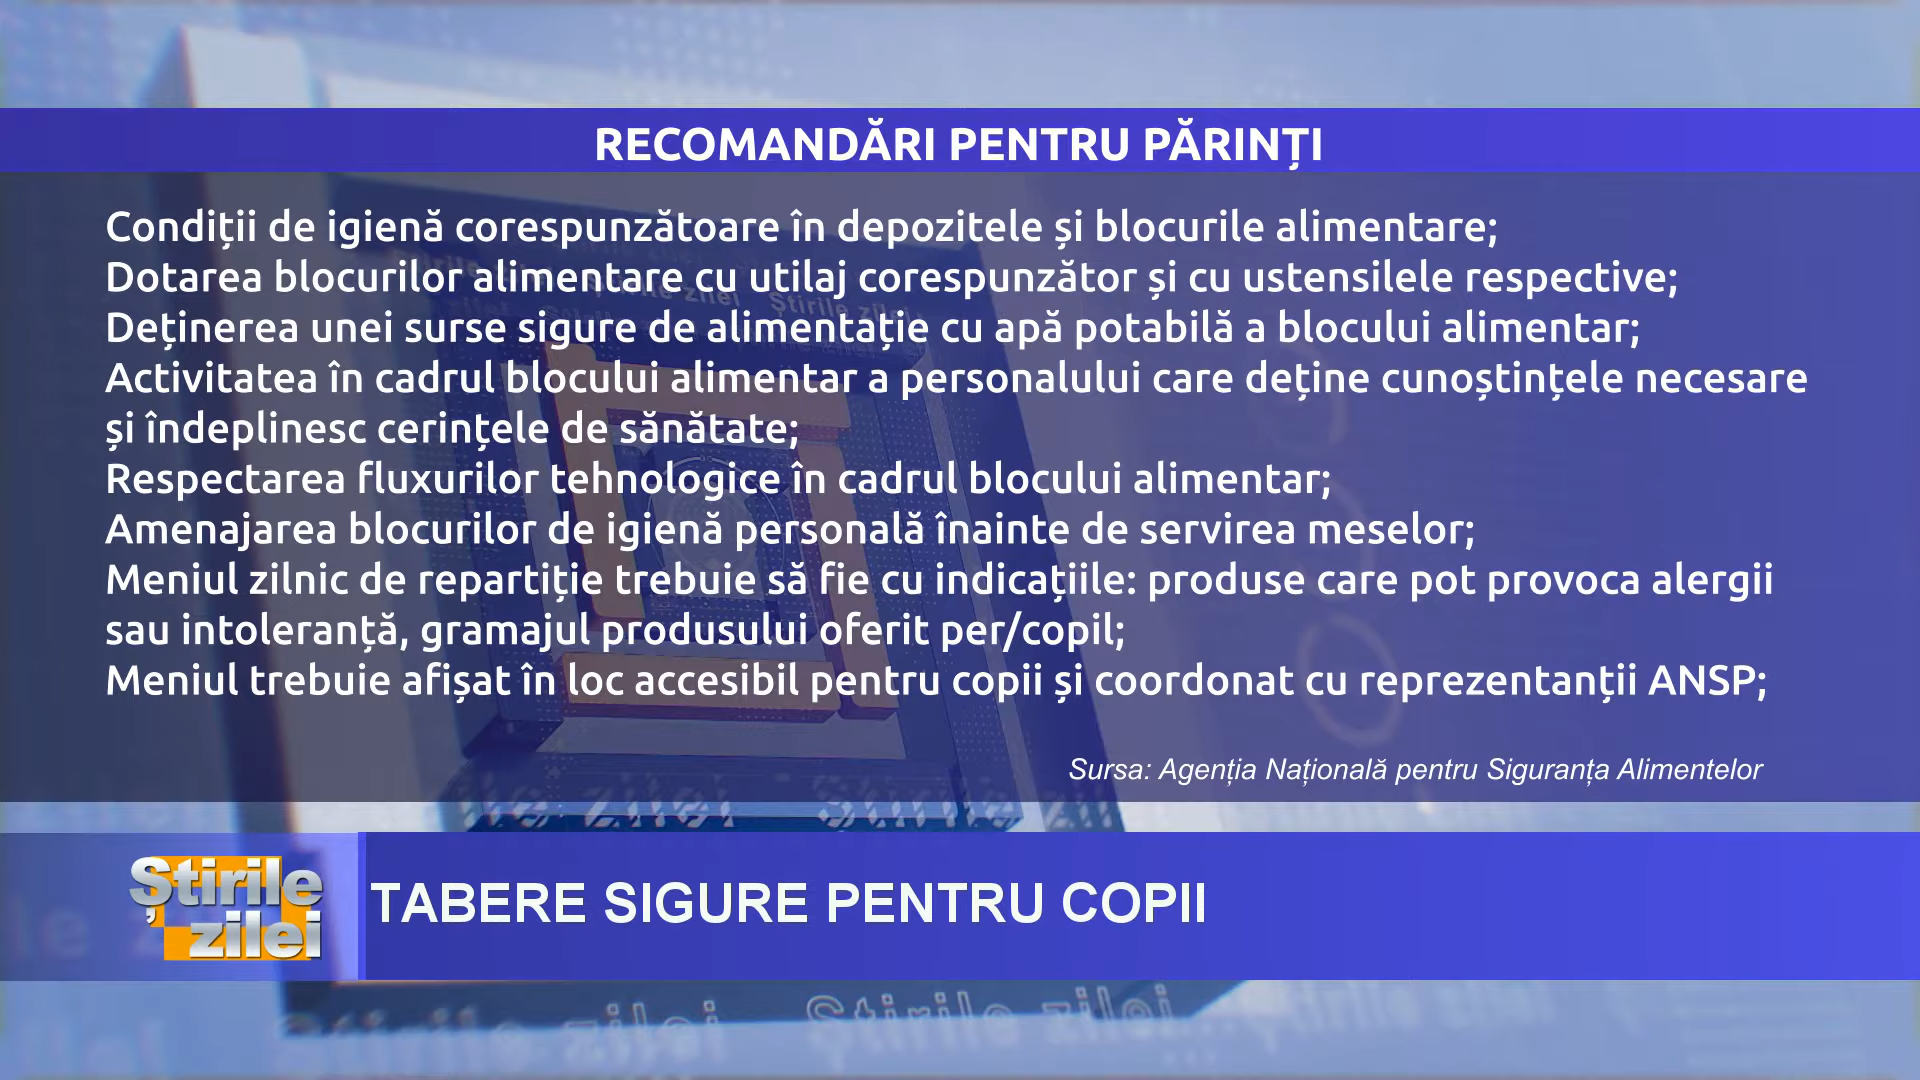 RECOMANDĂRI PENTRU PĂRINȚI
Condiții de igienă corespunzătoare în depozitele și blocurile alimentare;
Dotarea blocurilor alimentare cu utilaj corespunzător și cu ustensilele respective;
Deținerea unei surse sigure de alimentație cu apă potabilă a blocului alimentar;
Activitatea în cadrul blocului alimentar a personalului care deține cunoștințele necesare
și îndeplinesc cerințele de sănătate;
Respectarea fluxurilor tehnologice în cadrul blocului alimentar;
Amenajarea blocurilor de igienă personală înainte de servirea meselor;
Meniul zilnic de repartiție trebuie să fie cu indicațiile: produse care pot provoca alergii
sau intoleranță, gramajul produsului oferit per/copil;
Meniul trebuie afișat în loc accesibil pentru copii și coordonat cu reprezentanții ANSP;
Sursa: Agenția Națională pentru Siguranța Alimentelor
Știrile
zilei
TABERE SIGURE PENTRU COPII